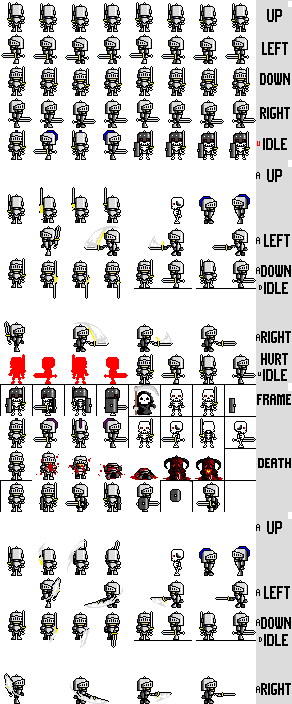 UP
LEFT
DOWN
RIGHT
U IDLE
A UP
A LEFT
A DOWN
D IDLE
A RIGHT
HURT
U IDLE
FRAME
DEATH
A UP
A LEFT
A DOWN
D IDLE
A RIGHT